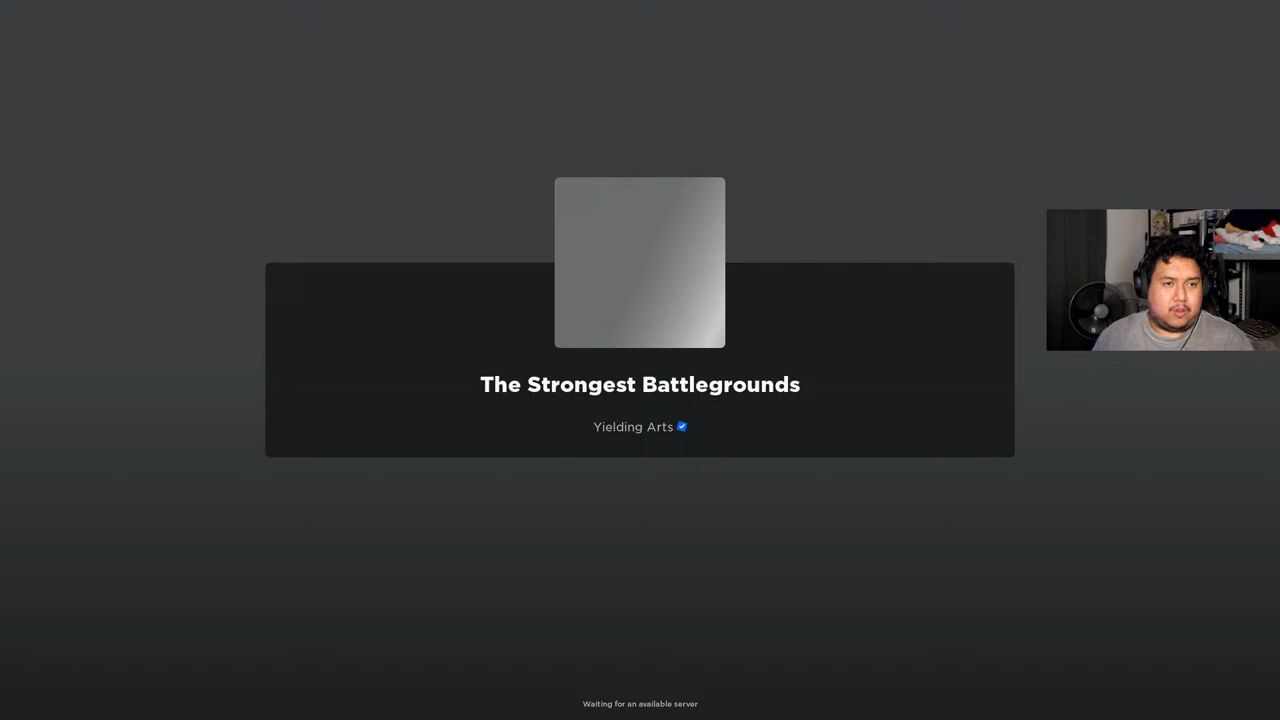 The Strongest Battlegrounds
Yielding Arts
Waiting for an available server